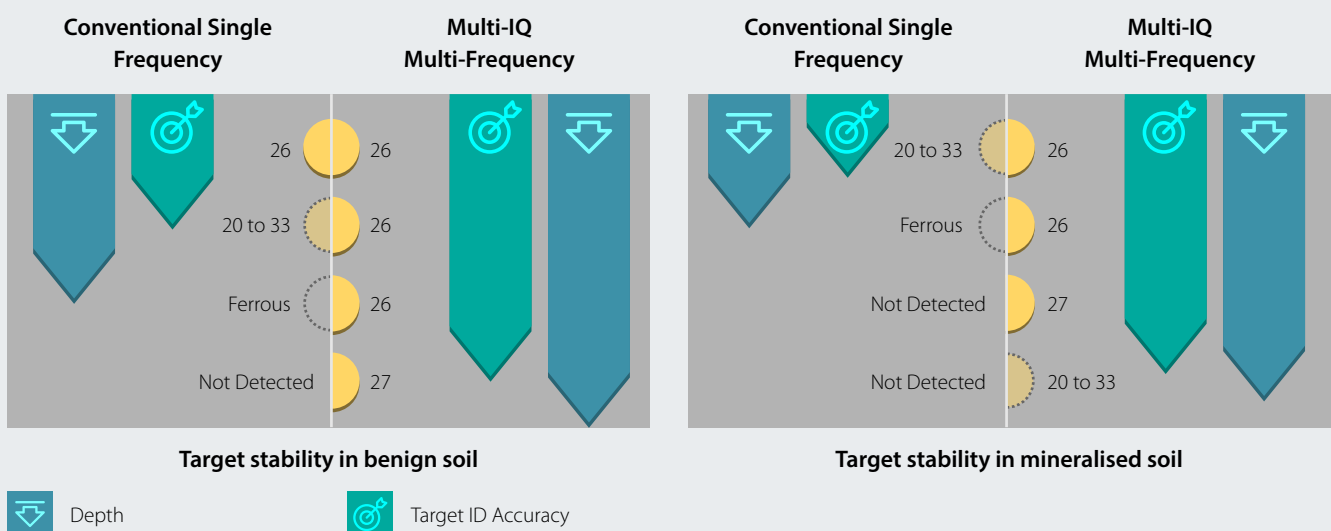 Conventional Single
Frequency
Multi-IQ
Multi-Frequency
26
26
20 to 33
26
Ferrous
26
Not Detected
27
Target stability in benign soil
Conventional Single
Frequency
Multi-IQ
Multi-Frequency
20 to 33
26
Ferrous
26
Not Detected
27
Not Detected
20 to 33
Target stability in mineralised soil
Depth
Target ID Accuracy